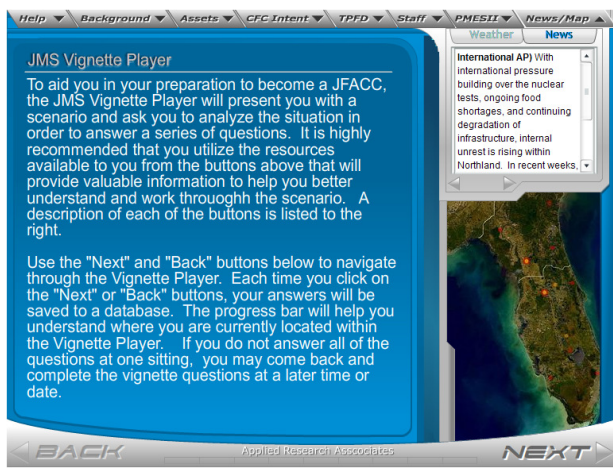 Help Background Assets CFC Intent TPFD Staff PMESII News/Map
Weather News
JMS Vignette Player
To aid you in your preparation to become a JFACC,
the JMS Vignette Player will present you with a
scenario and ask you to analyze the situation in
order to answer a series of questions.  It is highly
recommended that you utilize the resources
available to you from the buttons above that will
provide valuable information to help you better
understand and work throuoghh the scenario.   A
description of each of the buttons is listed to the
right.
Use the "Next" and "Back" buttons below to navigate
through the Vignette Player.  Each time you click on
the "Next" or "Back" buttons, your answers will be
saved to a database.  The progress bar will help you
understand where you are currently located within
the Vignette Player.    If you do not answer all of the
questions at one sitting,  you may come back and
complete the vignette questions at a later time or
date.
International AP) With
international pressure
building over the nuclear
tests, ongoing food
shortages, and continuing
degradation of
infrastructure, internal
unrest is rising within
Northland.  In recent weeks,
BACK Applied Research Asscociates NEXT